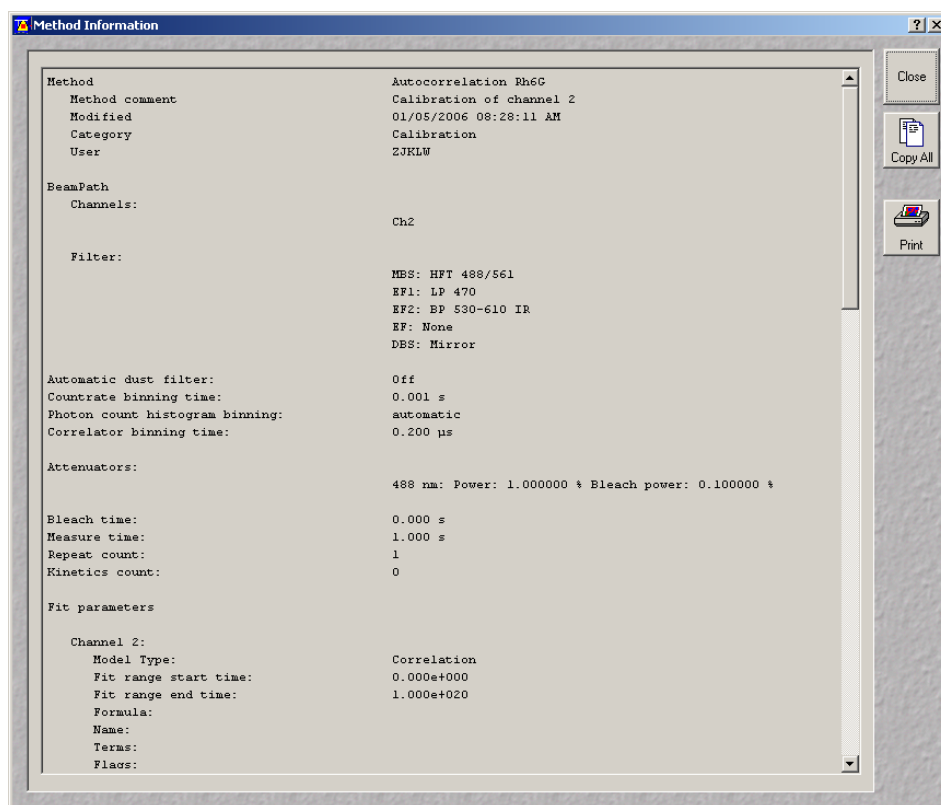 Method Information
Method Autocorrelation Rh6G
Method comment Calibration of channel 2
Modified 01/05/2006 08:28:11 AM
Category Calibration
User ZJKLW
BeamPath
Channels:
Ch2
Filter:
MBS: HFT 488/561
EF1: LP 470
EF2: BP 530-610 IR
EF: None
DBS: Mirror
Automatic dust filter: Off
Countrate binning time: 0.001 s
Photon count histogram binning: automatic
Correlator binning time: 0.200 µs
Attenuators:
488 nm: Power: 1.000000 % Bleach power: 0.100000 %
Bleach time: 0.000 s
Measure time: 1.000 s
Repeat count: 1
Kinetics count: 0
Fit parameters
Channel 2:
Model Type: Correlation
Fit range start time: 0.000e+000
Fit range end time: 1.000e+020
Formula:
Name:
Terms:
Flags:
Close
Copy All
Print